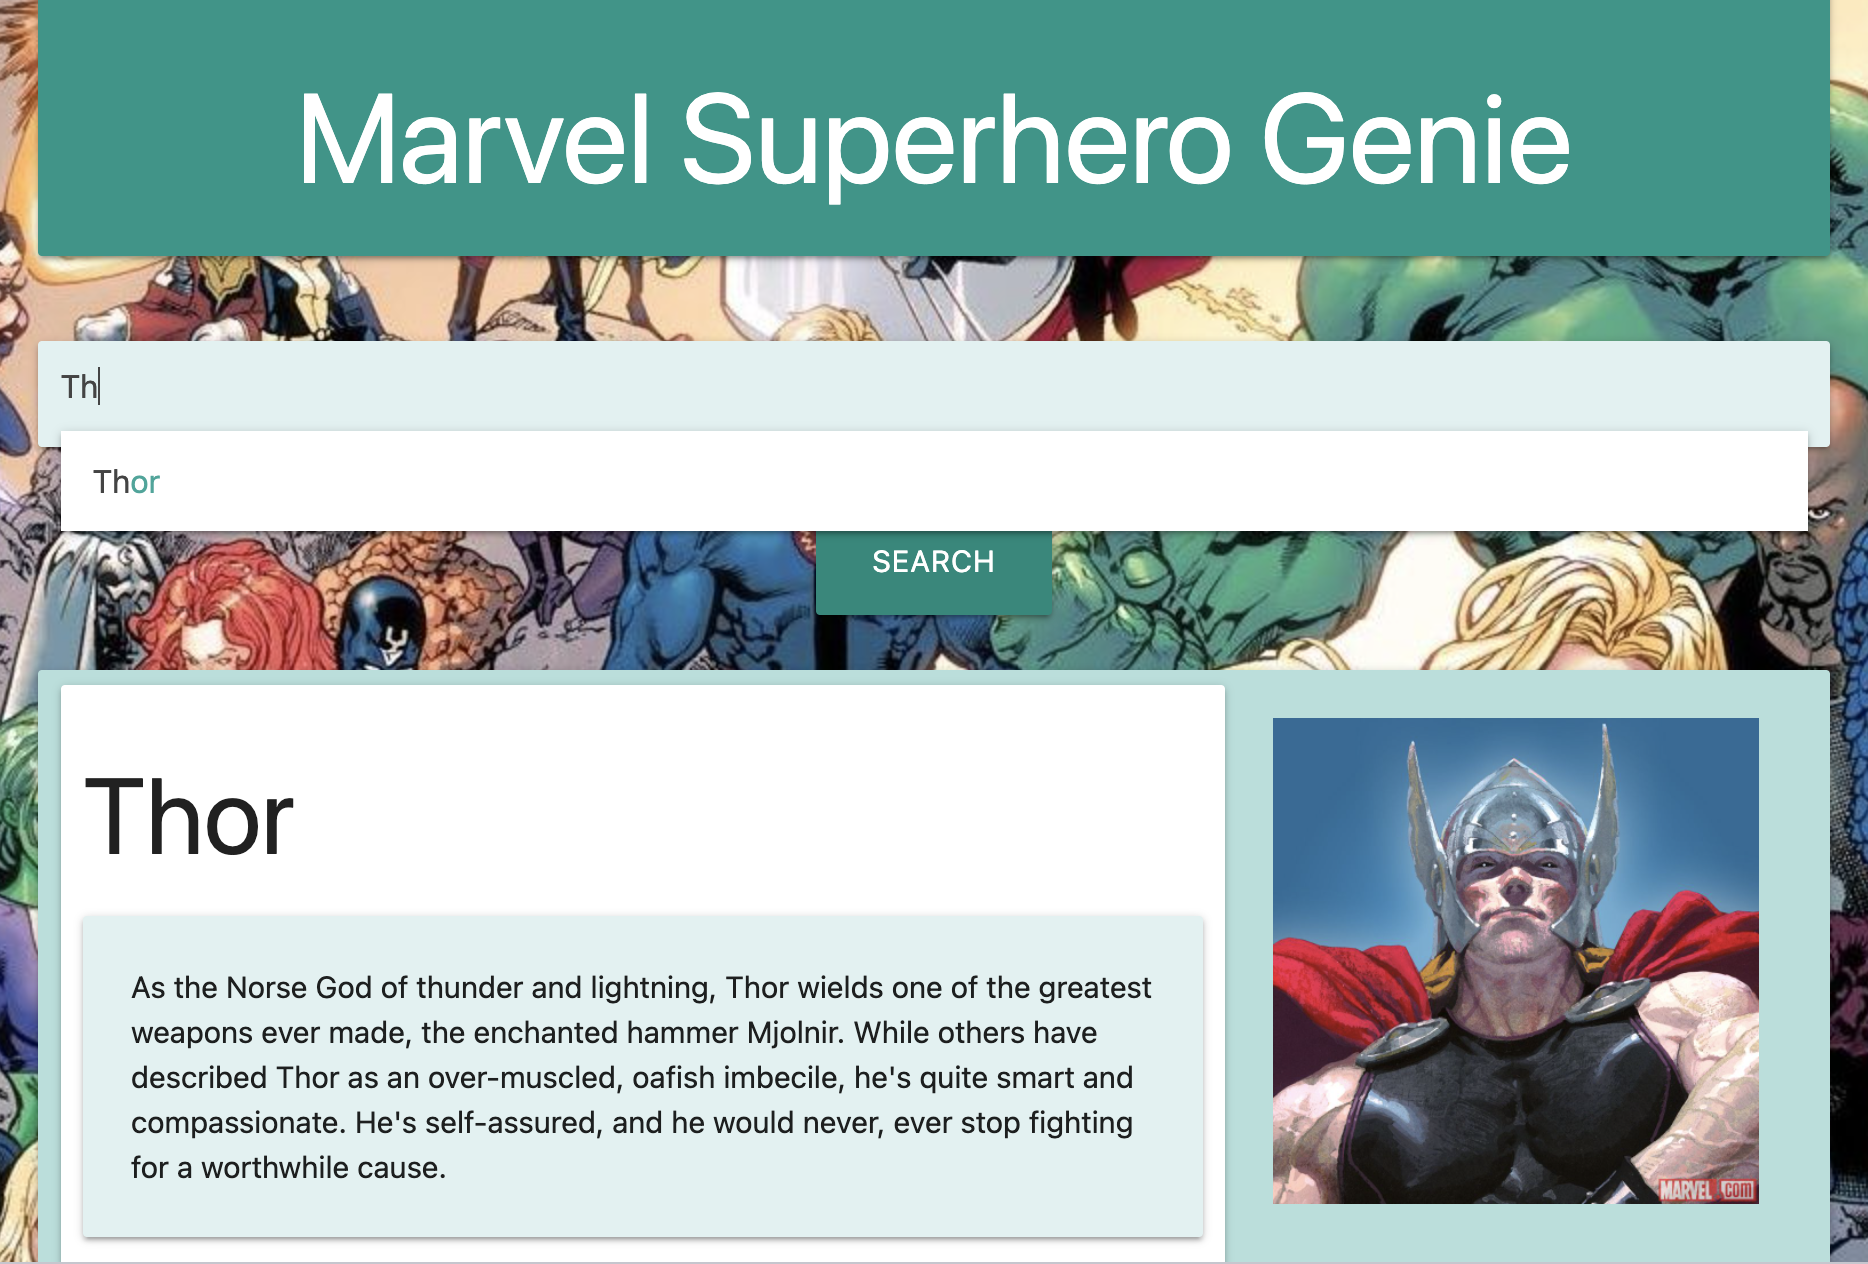 Marvel Superhero Genie
Th
Thor
SEARCH
Thor
As the Norse God of thunder and lightning, Thor wields one of the greatest
weapons ever made, the enchanted hammer Mjolnir. While others have
described Thor as an over-muscled, oafish imbecile, he's quite smart and
compassionate. He's self-assured, and he would never, ever stop fighting
for a worthwhile cause.
MARVEL.COM